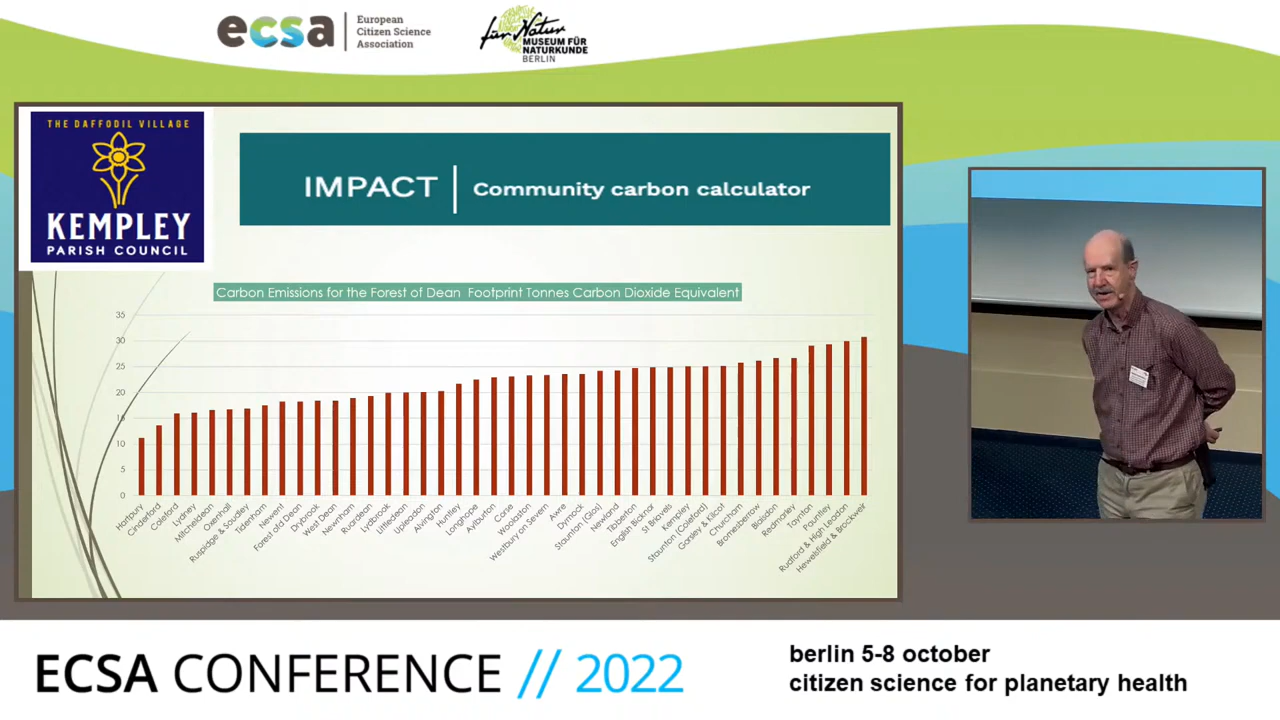 ecsa
European
Citizen Science
Association
für Natur
MUSEUM FÜR
NATURKUNDE
BERLIN
THE DAFFODIL VILLAGE
KEMPLEY
PARISH COUNCIL
IMPACT
Community carbon calculator
Carbon Emissions for the Forest of Dean Footprint Tonnes Carbon Dioxide Equivalent
35
30
25
20
15
10
5
0
Hartpury
Cinderford
Coleford
Lydney
Mitcheldean
Oxenhall
Ruspidge & Soudley
Tidenham
Newent
Forest of d Dean
Drybrook
West Dean
Newnham
Ruardean
Lydbrook
Littledean
Upleadon
Alvington
Huntley
Longhope
Aylburton
Corse
Woolaston
Westbury on Severn
Awre
Dymock
Staunton (Glos)
Newland
Tibberton
English Bicknor
St Briavels
Kempley
Staunton (Coleford)
Gorsley & Kilcot
Churcham
Bromesberrow
Blaisdon
Redmarley
Taynton
Pauntley
Rudford & High Leadon
Hewelsfield & Brockweir
ECSA CONFERENCE // 2022
berlin 5-8 october
citizen science for planetary health